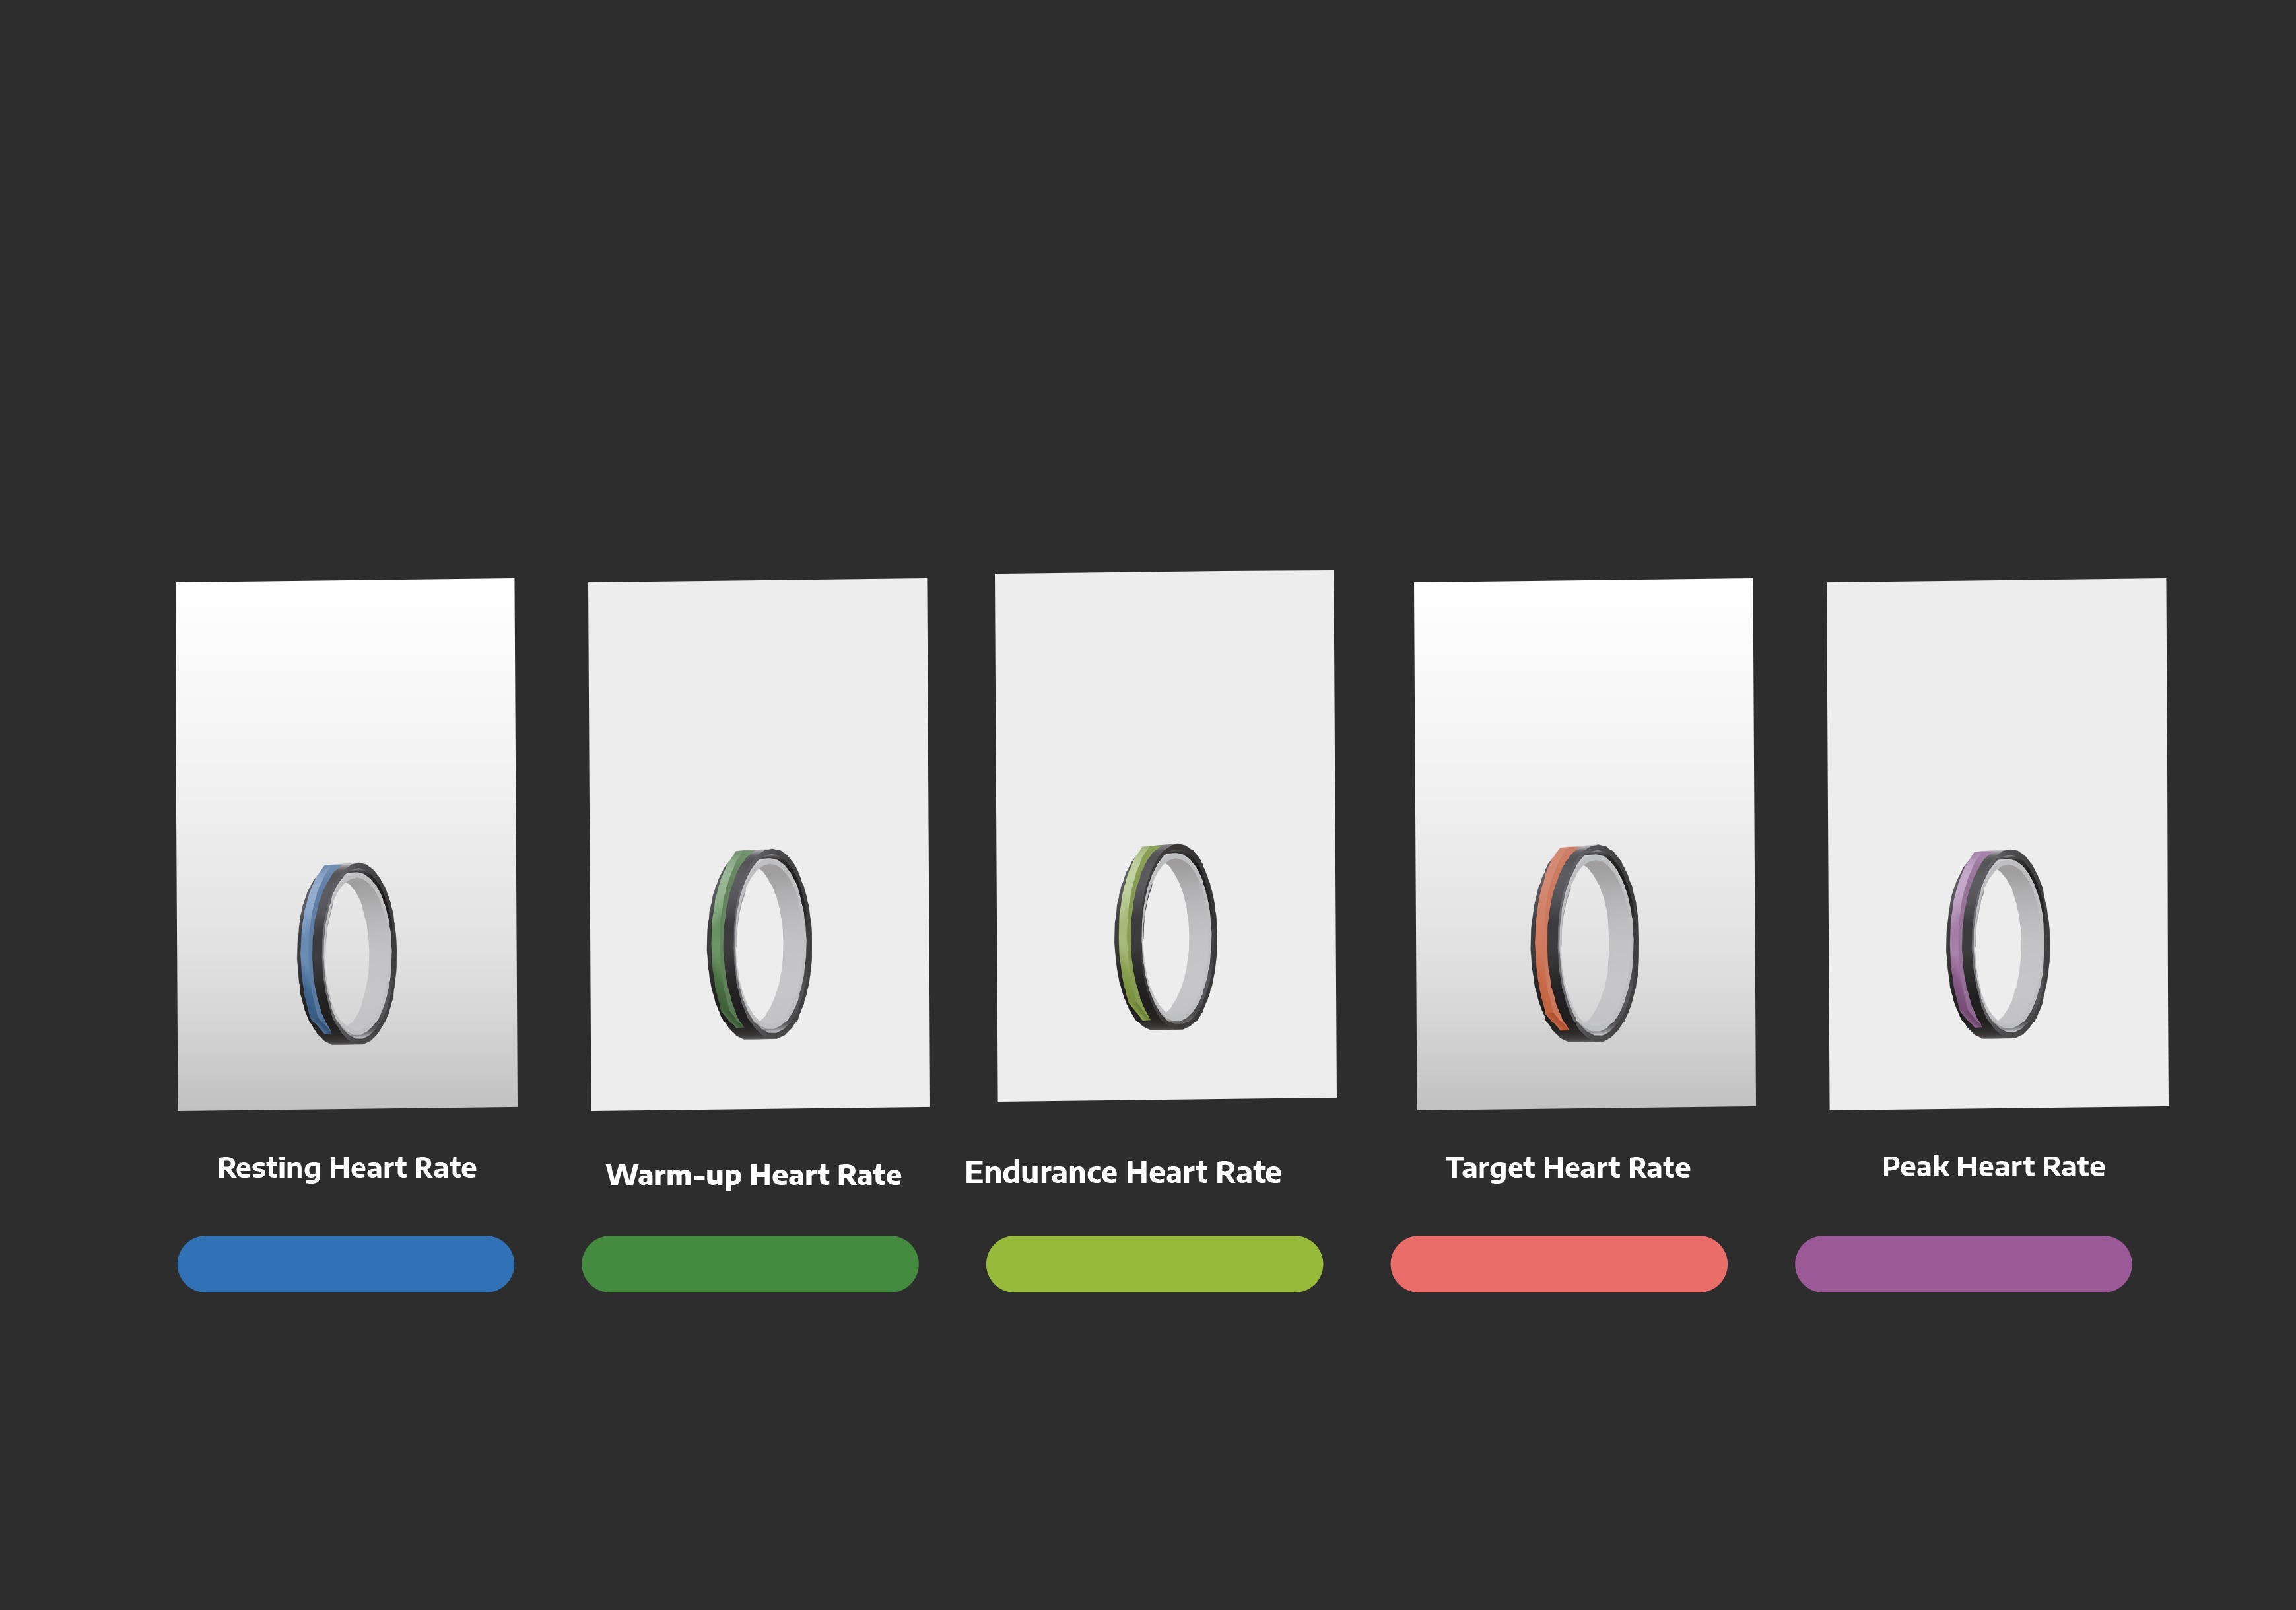 Resting Heart Rate
Warm-up Heart Rate
Endurance Heart Rate
Target Heart Rate
Peak Heart Rate